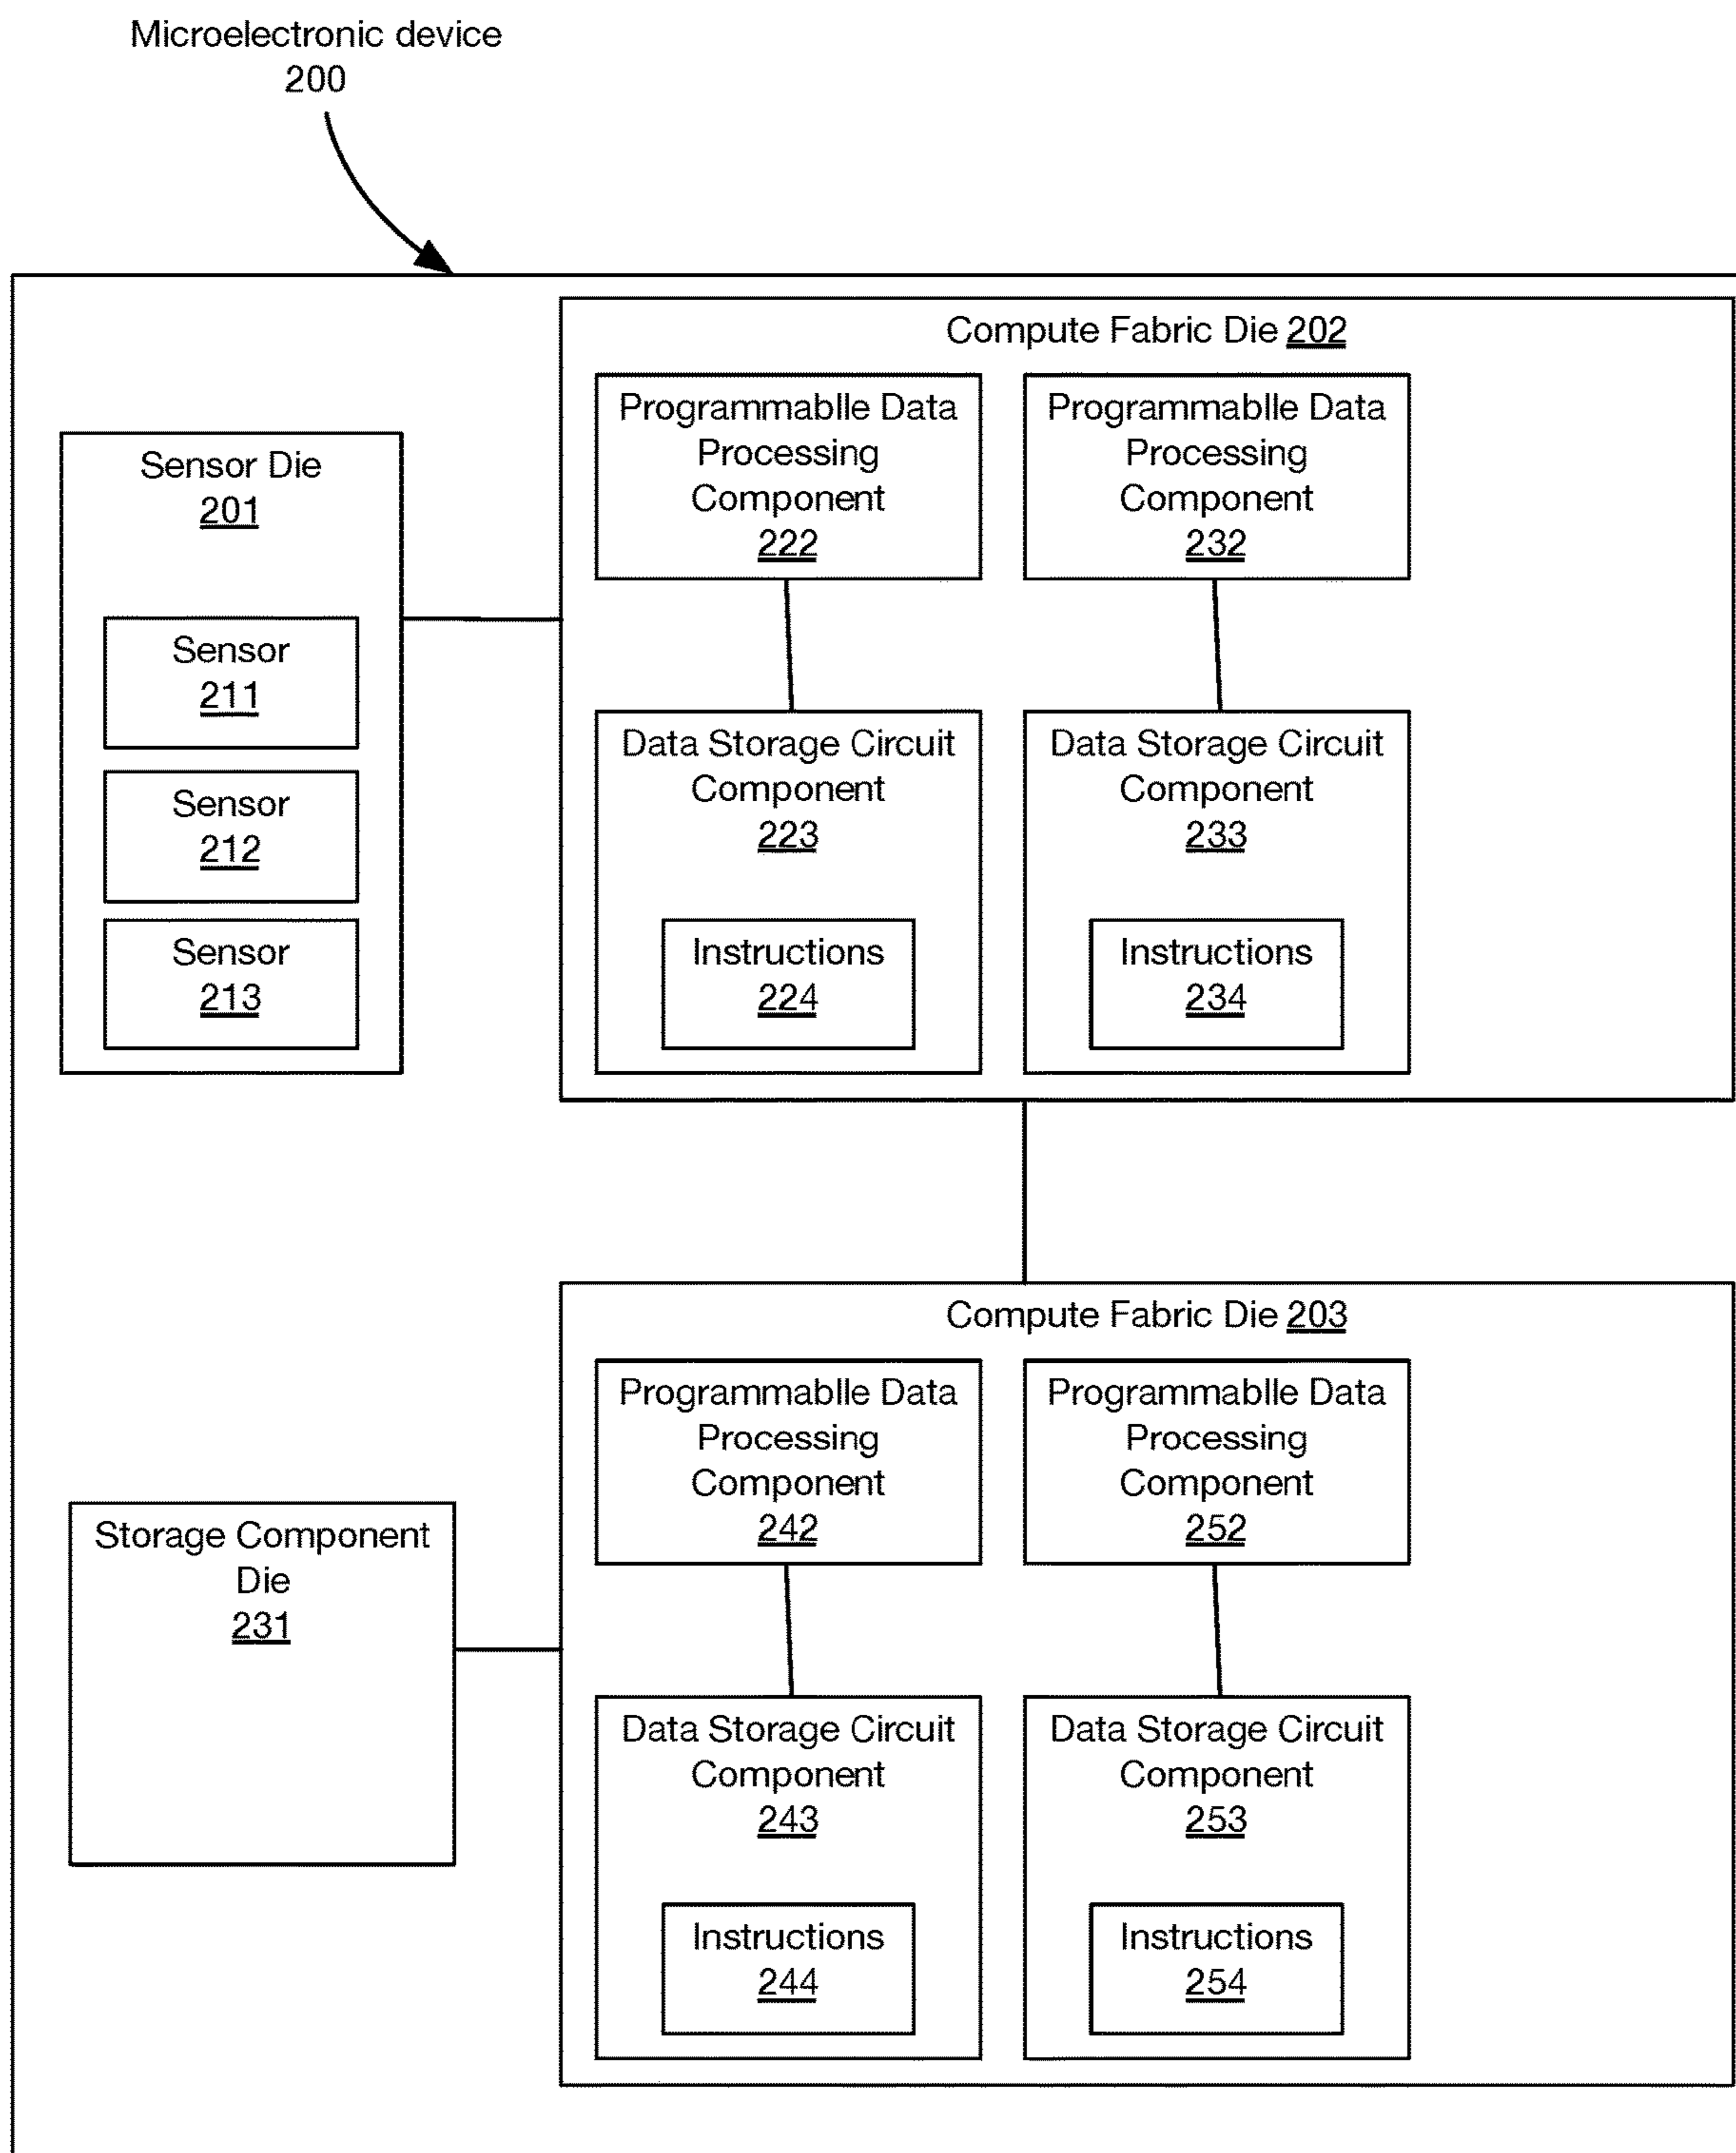 Microelectronic device
200
Compute Fabric Die 202
Programmablle Data
Processing
Component
222
Programmablle Data
Processing
Component
232
Sensor Die
201
Sensor
211
Sensor
212
Sensor
213
Data Storage Circuit
Component
223
Instructions
224
Data Storage Circuit
Component
233
Instructions
234
Compute Fabric Die 203
Programmablle Data
Processing
Component
242
Programmablle Data
Processing
Component
252
Storage Component
Die
231
Data Storage Circuit
Component
243
Instructions
244
Data Storage Circuit
Component
253
Instructions
254